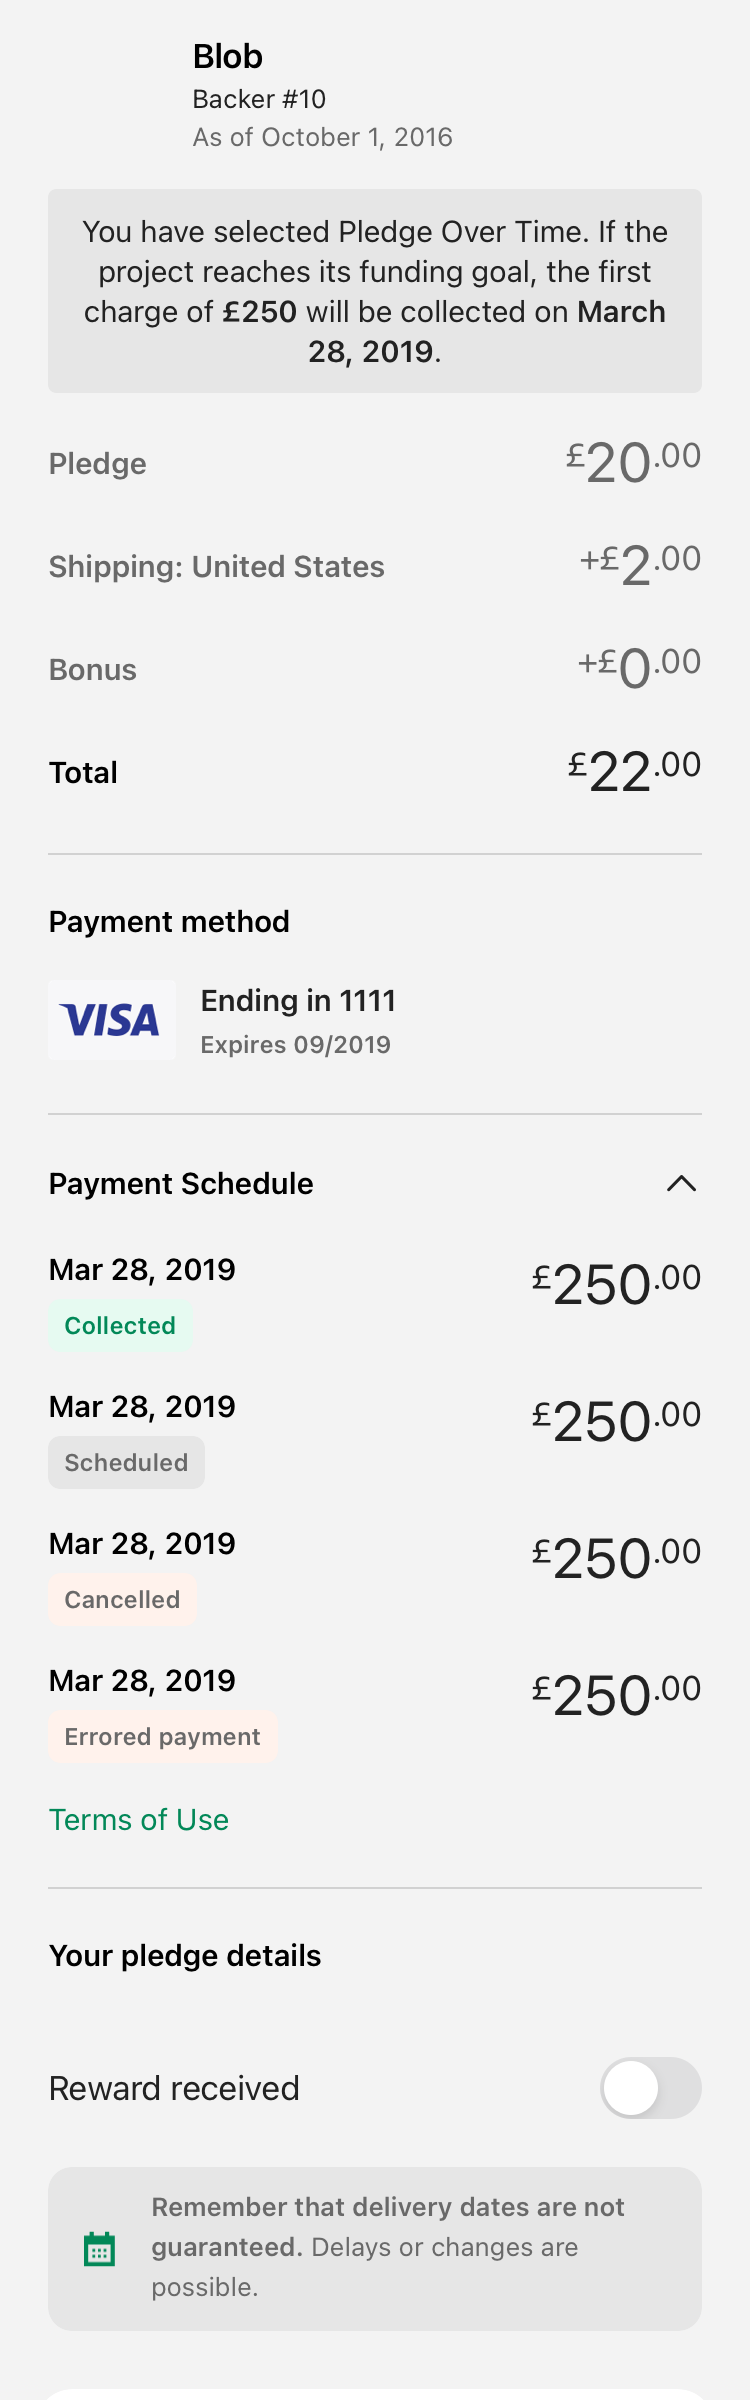 Blob
Backer #10
As of October 1, 2016
You have selected Pledge Over Time. If the
project reaches its funding goal, the first
charge of £250 will be collected on March
28, 2019.
Pledge £20.00
Shipping: United States +£2.00
Bonus +£0.00
Total £22.00
Payment method
VISA
Ending in 1111
Expires 09/2019
Payment Schedule
Mar 28, 2019 £250.00
Collected
Mar 28, 2019 £250.00
Scheduled
Mar 28, 2019 £250.00
Cancelled
Mar 28, 2019 £250.00
Errored payment
Terms of Use
Your pledge details
Reward received
Remember that delivery dates are not
guaranteed. Delays or changes are
possible.